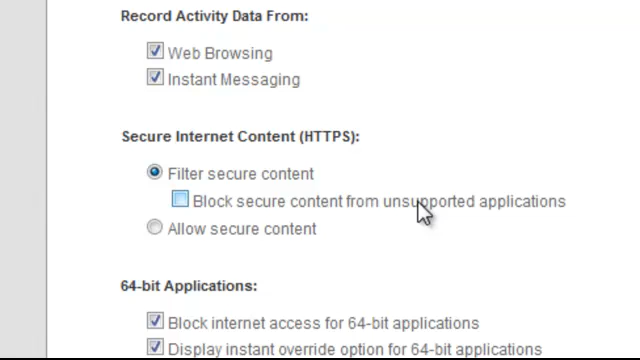 Record Activity Data From:
Web Browsing
Instant Messaging
Secure Internet Content (HTTPS):
Filter secure content
Block secure content from unsupported applications
Allow secure content
64-bit Applications:
Block internet access for 64-bit applications
Display instant override option for 64-bit applications